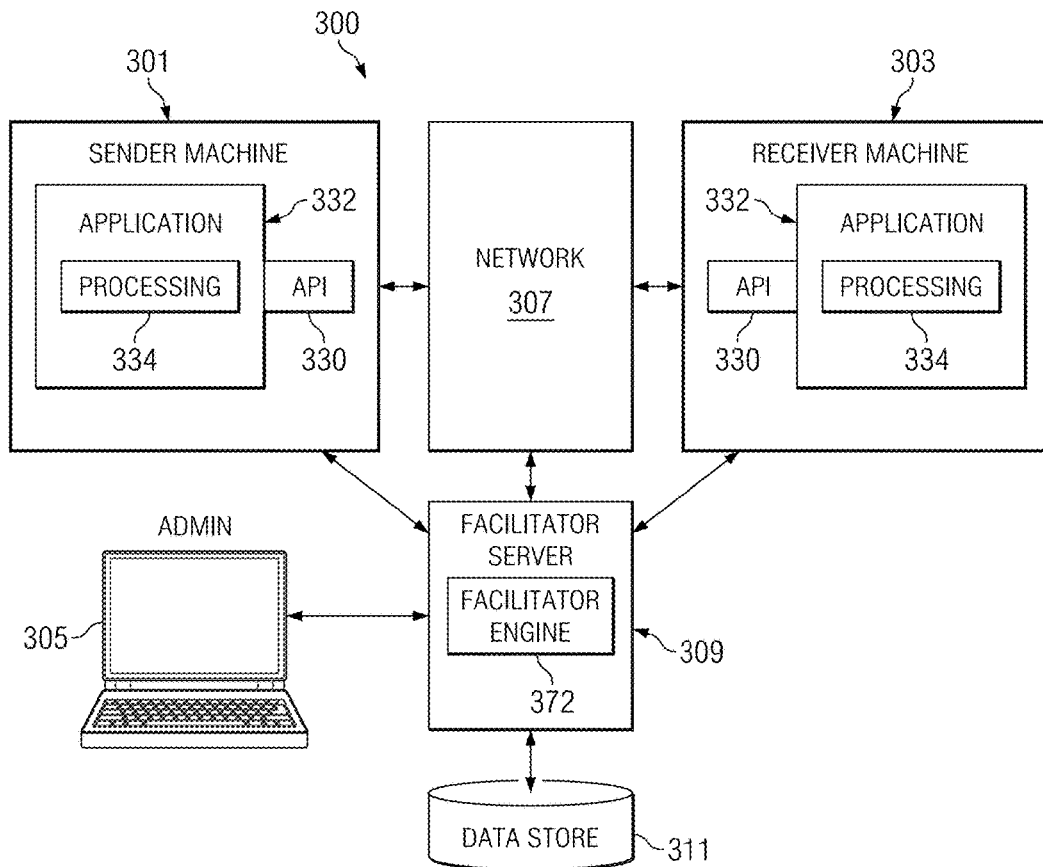 300
301
303
SENDER MACHINE
RECEIVER MACHINE
332
332
APPLICATION
APPLICATION
NETWORK
307
PROCESSING
API
API
PROCESSING
334
330
330
334
ADMIN
FACILITATOR
SERVER
FACILITATOR
ENGINE
305
309
372
DATA STORE
311